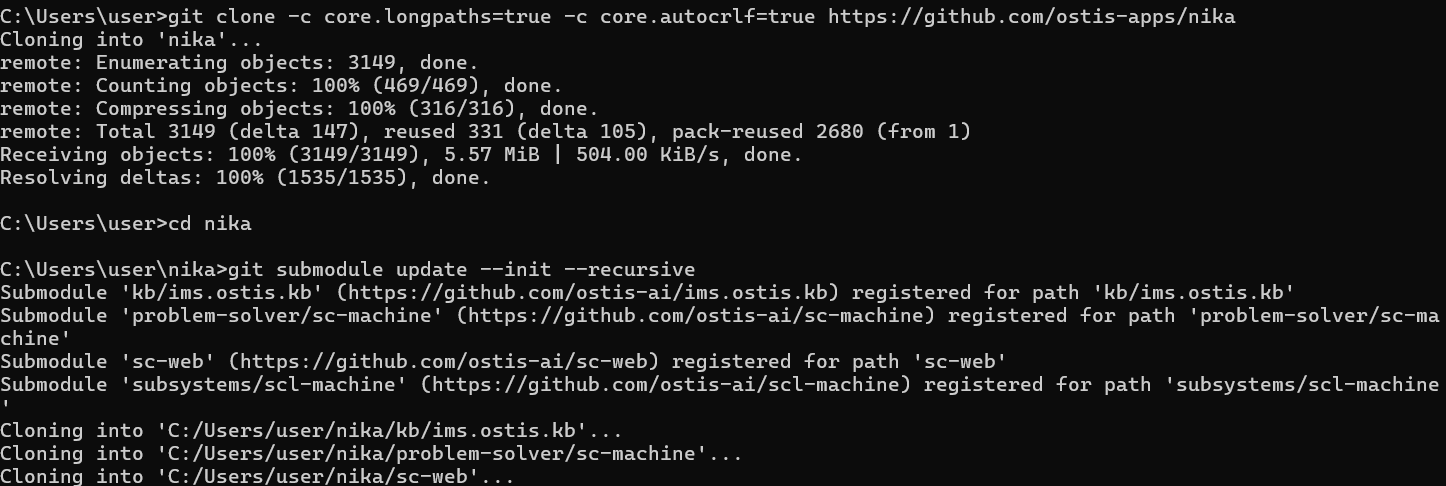 C:\Users\user>git clone -c core.longpaths=true -c core.autocrlf=true https://github.com/ostis-apps/nika
Cloning into 'nika'...
remote: Enumerating objects: 3149, done.
remote: Counting objects: 100% (469/469), done.
remote: Compressing objects: 100% (316/316), done.
remote: Total 3149 (delta 147), reused 331 (delta 105), pack-reused 2680 (from 1)
Receiving objects: 100% (3149/3149), 5.57 MiB | 504.00 KiB/s, done.
Resolving deltas: 100% (1535/1535), done.

C:\Users\user>cd nika

C:\Users\user\nika>git submodule update --init --recursive
Submodule 'kb/ims.ostis.kb' (https://github.com/ostis-ai/ims.ostis.kb) registered for path 'kb/ims.ostis.kb'
Submodule 'problem-solver/sc-machine' (https://github.com/ostis-ai/sc-machine) registered for path 'problem-solver/sc-ma
chine'
Submodule 'sc-web' (https://github.com/ostis-ai/sc-web) registered for path 'sc-web'
Submodule 'subsystems/scl-machine' (https://github.com/ostis-ai/scl-machine) registered for path 'subsystems/scl-machine
'
Cloning into 'C:/Users/user/nika/kb/ims.ostis.kb'...
Cloning into 'C:/Users/user/nika/problem-solver/sc-machine'...
Cloning into 'C:/Users/user/nika/sc-web'...